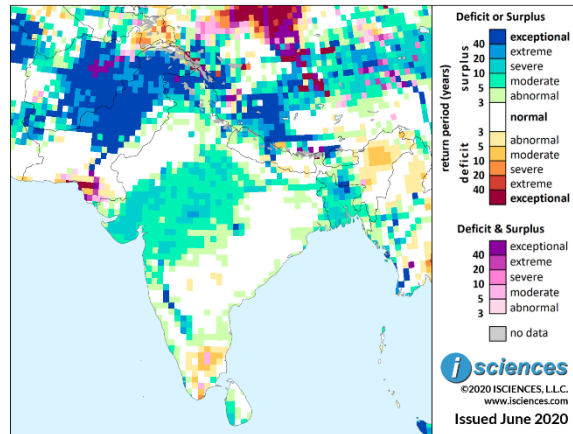 Deficit or Surplus
return period (years)
surplus
deficit
exceptional
40
extreme
20
severe
10
moderate
5
abnormal
3
normal
3
abnormal
5
moderate
10
severe
20
extreme
40
exceptional
Deficit & Surplus
exceptional
40
extreme
20
severe
10
moderate
5
abnormal
3
no data
isciences
©2020 ISCIENCES, L.L.C.
www.isciences.com
Issued June 2020